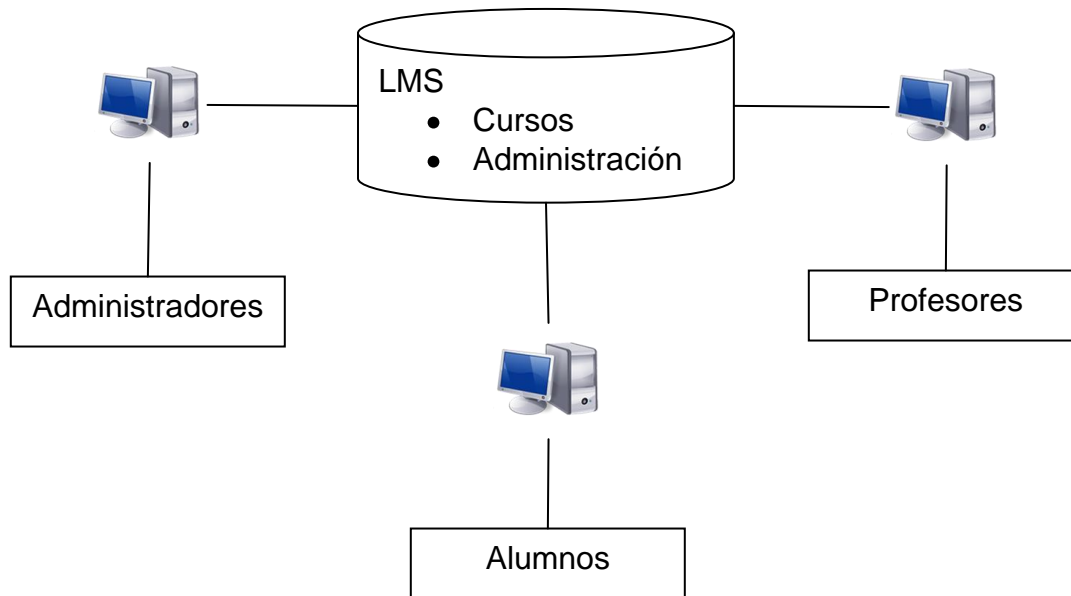 LMS
• Cursos
• Administración
Administradores
Profesores
Alumnos